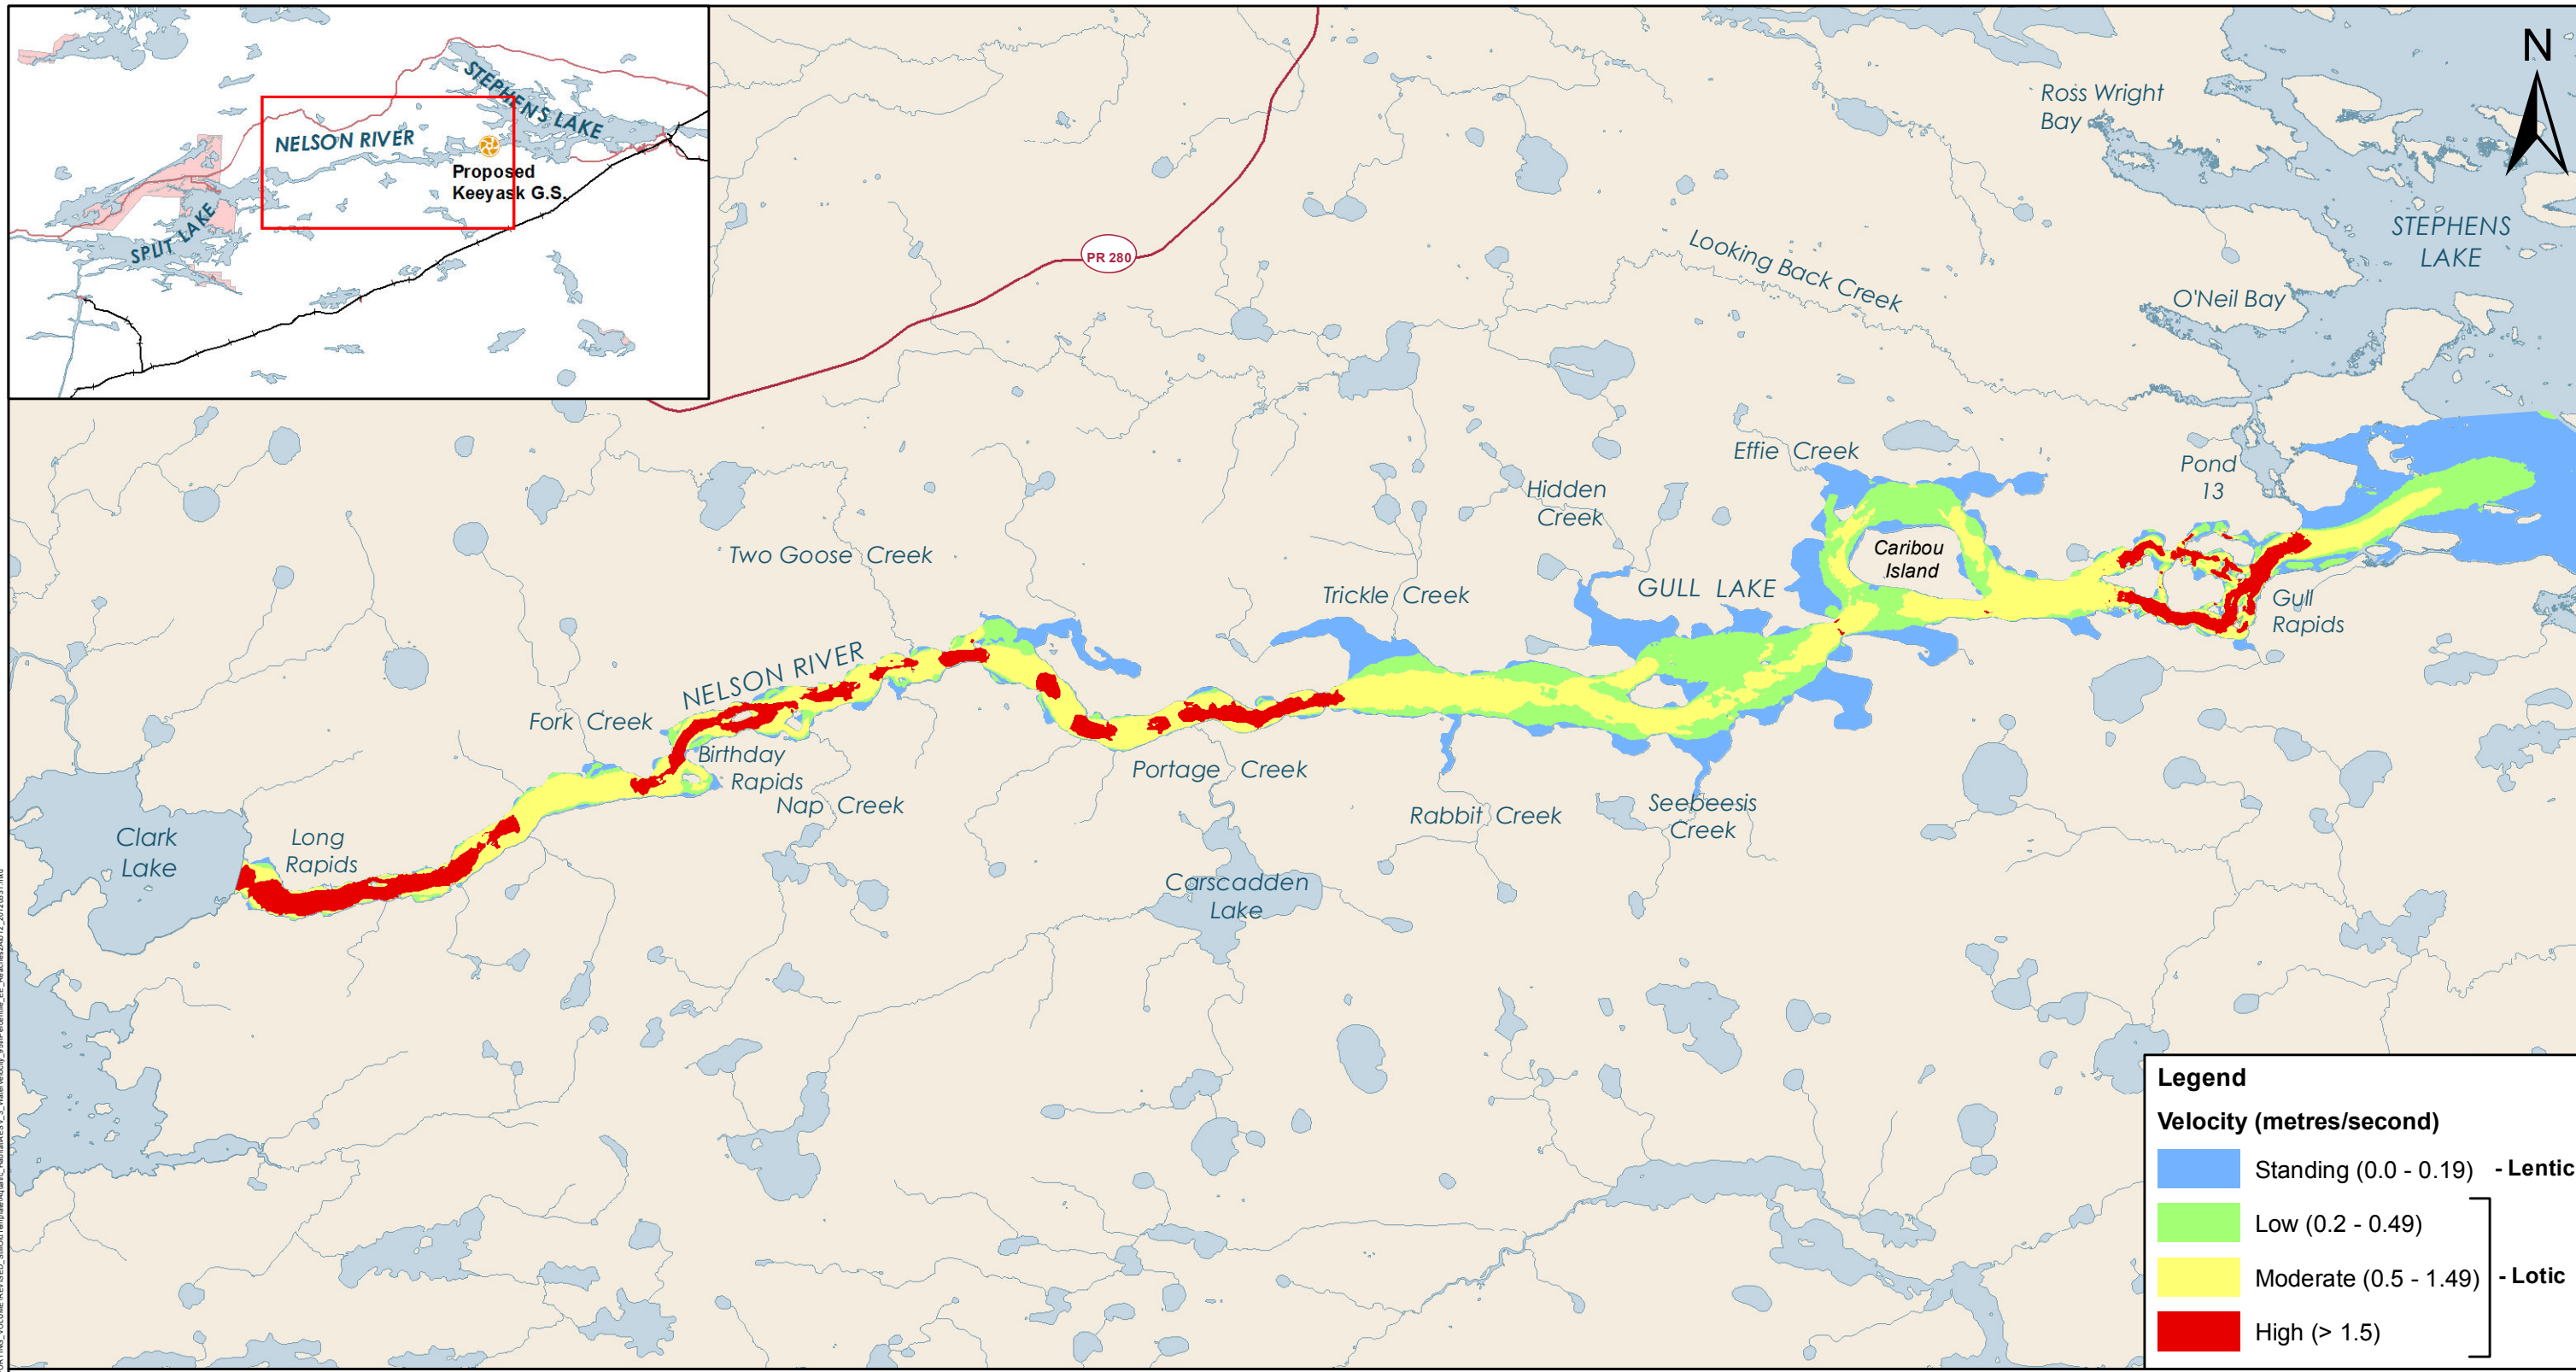 STEPHENS LAKE
NELSON RIVER
Proposed
Keeyask G.S.
SPLIT LAKE
N
PR 280
Ross Wright
Bay
STEPHENS
LAKE
Looking Back Creek
O'Neil Bay
Effie Creek
Pond
13
Hidden
Creek
Two Goose Creek
Caribou
Island
Trickle Creek
GULL LAKE
Gull
Rapids
NELSON RIVER
Fork Creek
Birthday
Rapids
Nap Creek
Portage Creek
Rabbit Creek
Seebeesis
Creek
Clark
Lake
Long
Rapids
Carscadden
Lake
Legend
Velocity (metres/second)
Standing (0.0 - 0.19) - Lentic
Low (0.2 - 0.49)
Moderate (0.5 - 1.49) - Lotic
High (> 1.5)